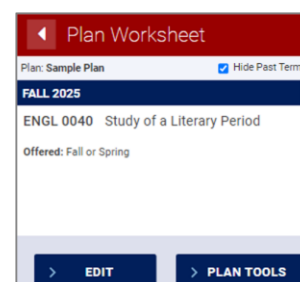 Plan Worksheet
Plan: Sample Plan Hide Past Term
FALL 2025
ENGL 0040 Study of a Literary Period
Offered: Fall or Spring
EDIT PLAN TOOLS